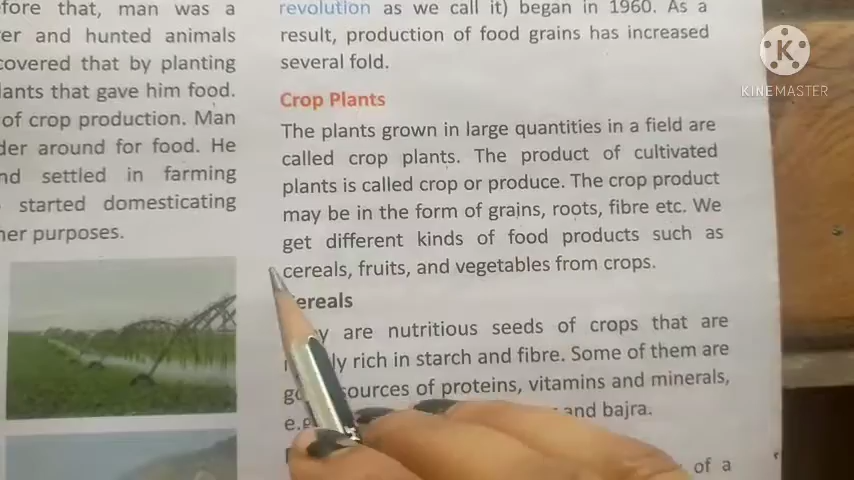 fore that, man was a
er and hunted animals
covered that by planting
lants that gave him food.
of crop production. Man
der around for food. He
nd settled in farming
started domesticating
her purposes.
revolution as we call it) began in 1960. As a
result, production of food grains has increased
several fold.
Crop Plants
The plants grown in large quantities in a field are
called crop plants. The product of cultivated
plants is called crop or produce. The crop product
may be in the form of grains, roots, fibre etc. We
get different kinds of food products such as
cereals, fruits, and vegetables from crops.
ereals
y are nutritious seeds of crops that are
ly rich in starch and fibre. Some of them are
ources of proteins, vitamins and minerals,
and bajra.
of a
K
KINEMASTER